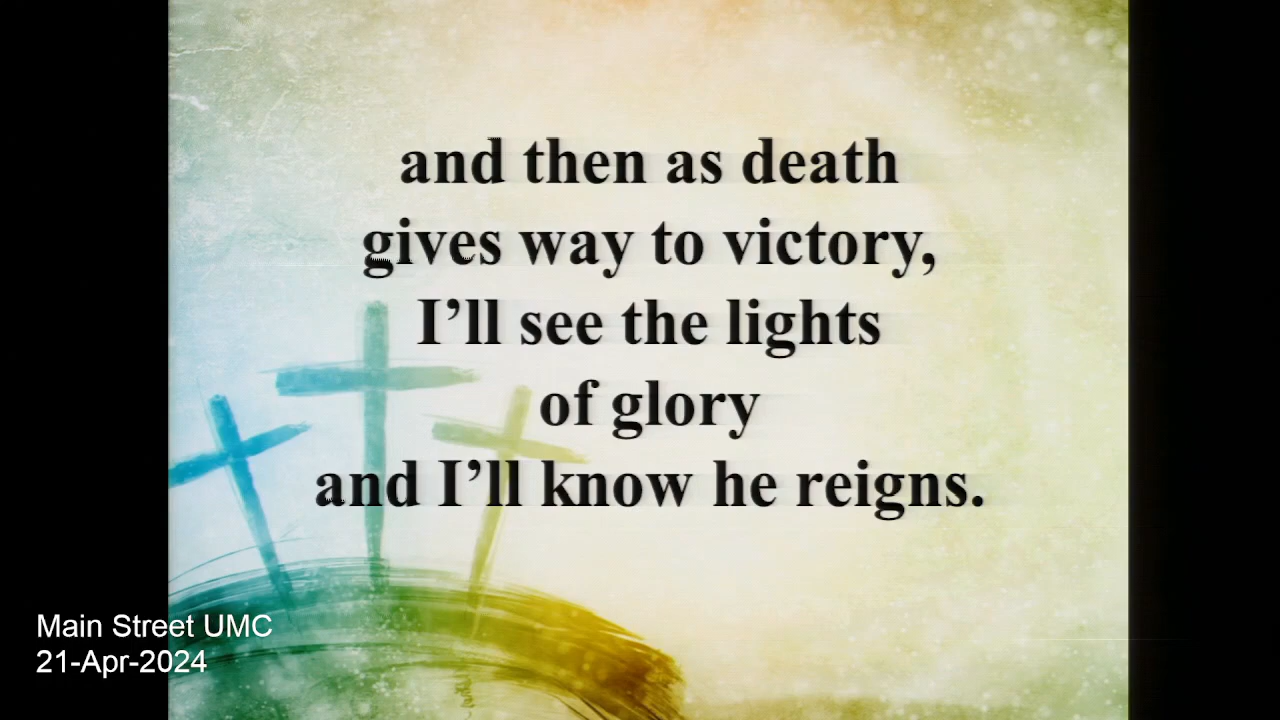 and then as death
gives way to victory,
I’ll see the lights
of glory
and I’ll know he reigns.
Main Street UMC
21-Apr-2024